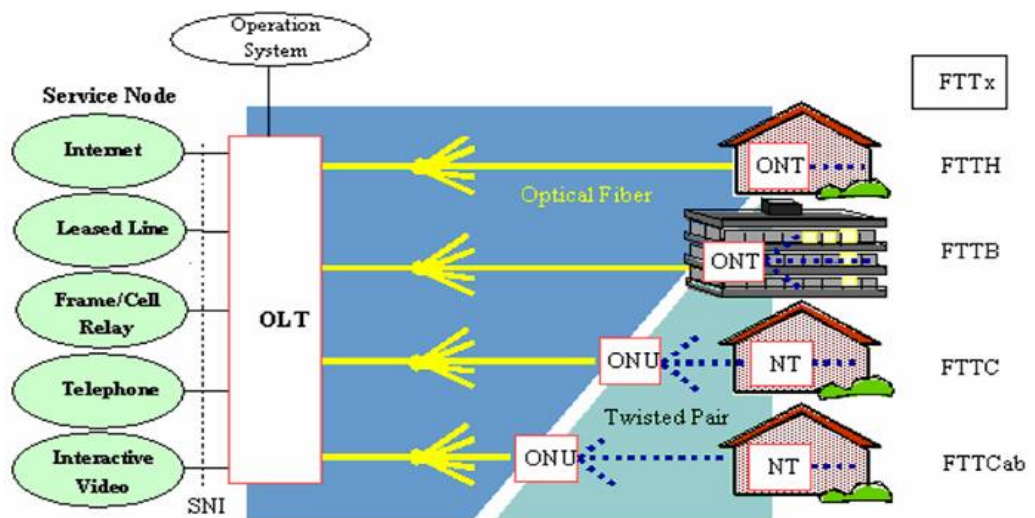 Operation
System
Service Node
FTTx
Internet
ONT
FTTH
Optical Fiber
Leased Line
ONT
FTTB
Frame/Cell
Relay
OLT
ONU
NT
FTTC
Telephone
Twisted Pair
Interactive
Video
ONU
NT
FTTCab
SNI